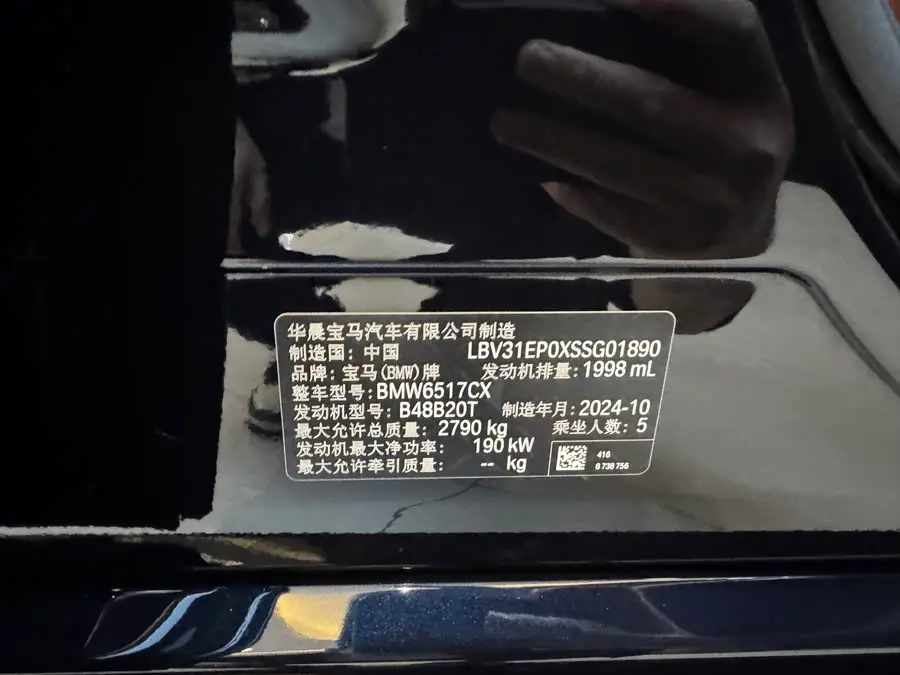 华晨宝马汽车有限公司制造
制造国：中国 LBV31EP0XSSG01890
品牌：宝马(BMW)牌 发动机排量：1998 mL
整车型号：BMW6517CX
发动机型号：B48B20T 制造年月：2024-10
最大允许总质量：2790 kg 乘坐人数：5
发动机最大净功率：190 kW
最大允许牵引质量：-- kg
416
8 738 756